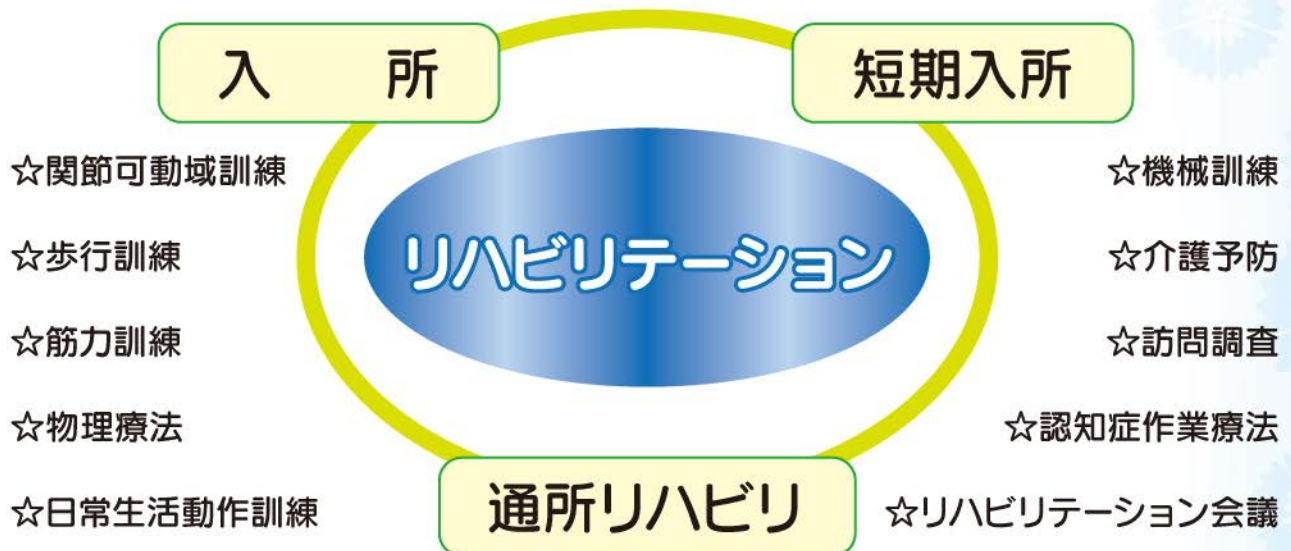 入 所
短期入所
リハビリテーション
通所リハビリ
☆関節可動域訓練
☆歩行訓練
☆筋力訓練
☆物理療法
☆日常生活動作訓練
☆機械訓練
☆介護予防
☆訪問調査
☆認知症作業療法
☆リハビリテーション会議